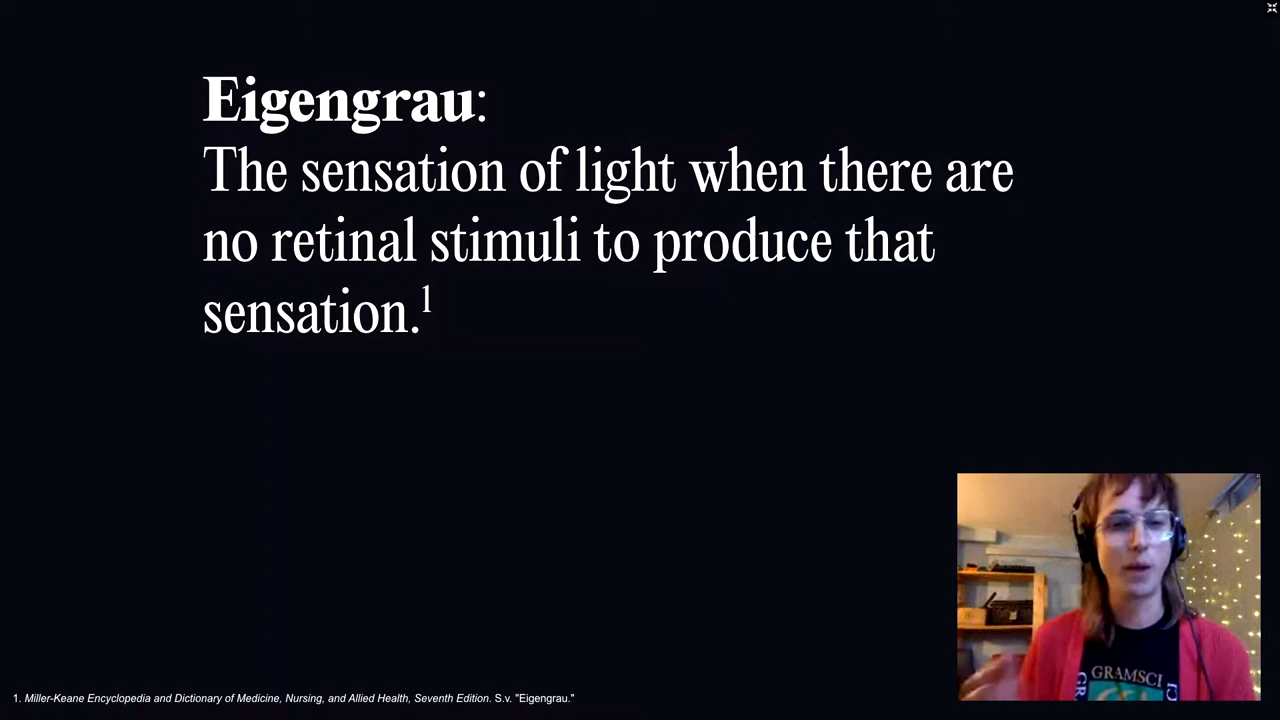 Eigengrau:
The sensation of light when there are
no retinal stimuli to produce that
sensation.¹
GRAMSCI
1. Miller-Keane Encyclopedia and Dictionary of Medicine, Nursing, and Allied Health, Seventh Edition. S.v. "Eigengrau."